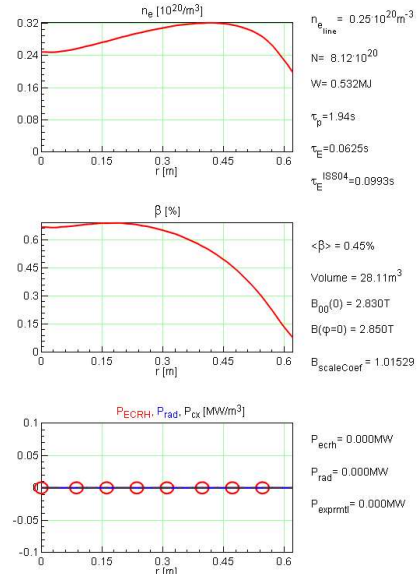 n_e [10^20/m^3]
0.32
0.24
0.16
0.08
0
0 0.15 0.3 0.45 0.6
r [m]
n_e_line = 0.25 10^20 m^-3
N= 8.12 10^20
W= 0.532MJ
τ_p=1.94s
τ_E=0.0625s
τ_E^ISS04=0.0993s
β [%]
0.6
0.45
0.3
0.15
0
0 0.15 0.3 0.45 0.6
r [m]
<β> = 0.45%
Volume = 28.11m^3
B_00(0) = 2.830T
B(φ=0) = 2.850T
B_scaleCoef = 1.01529
P_ECRH, P_rad, P_cx [MW/m^3]
0.1
0.05
0
-0.05
-0.1
0 0.15 0.3 0.45 0.6
r [m]
P_ecrh= 0.000MW
P_rad= 0.000MW
P_exprmtl= 0.000MW